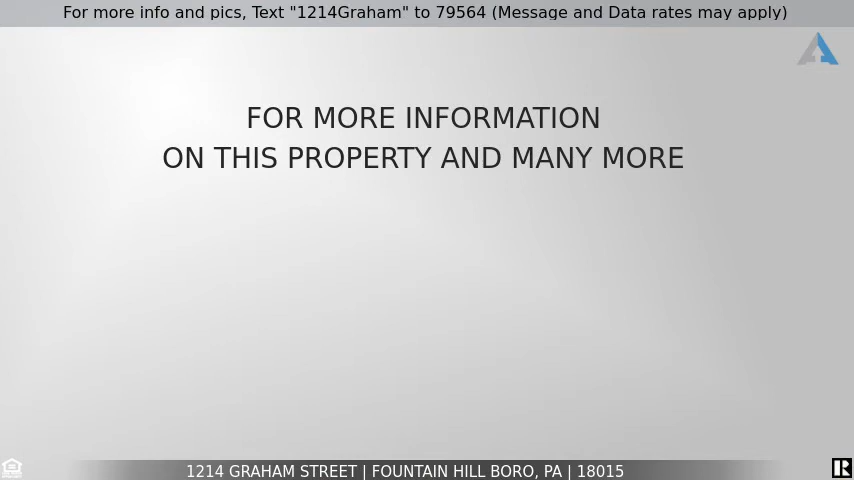 For more info and pics, Text "1214Graham" to 79564 (Message and Data rates may apply)
FOR MORE INFORMATION
ON THIS PROPERTY AND MANY MORE
1214 GRAHAM STREET | FOUNTAIN HILL BORO, PA | 18015